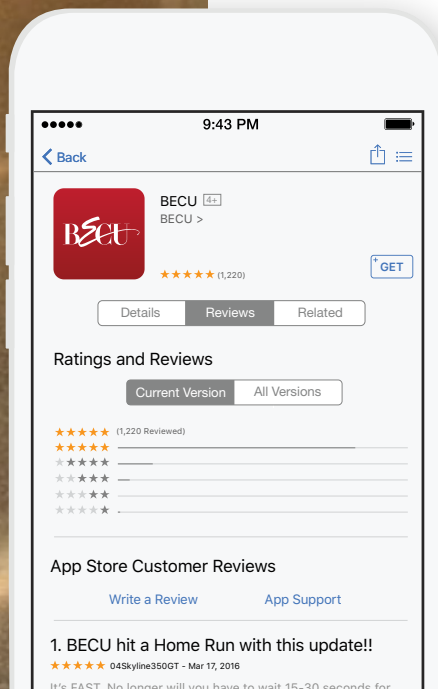 9:43 PM
Back
BECU 4+
BECU >
BECU
(1,220)
+GET
Details Reviews Related
Ratings and Reviews
Current Version All Versions
(1,220 Reviewed)
App Store Customer Reviews
Write a Review App Support
1. BECU hit a Home Run with this update!!
04Skyline350GT - Mar 17, 2016
It's FAST. No longer will you have to wait 15-30 seconds for